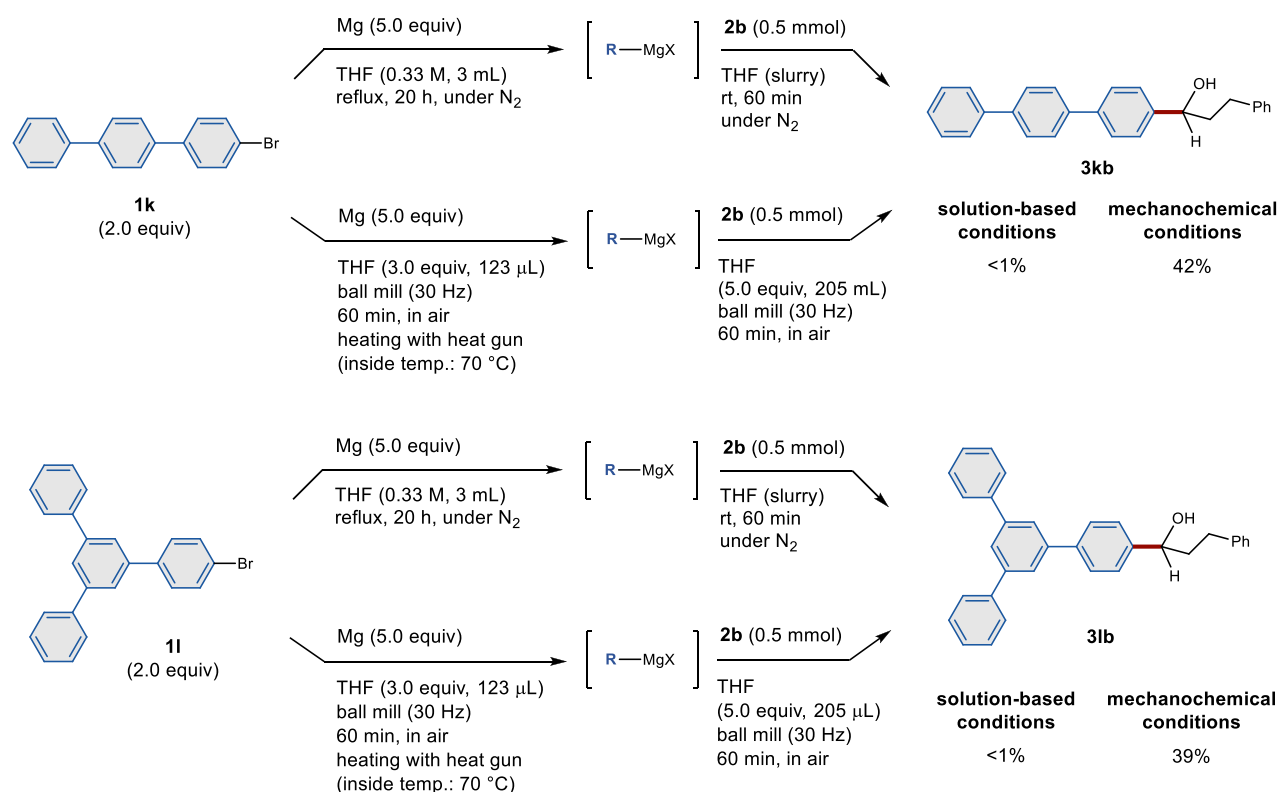 Mg (5.0 equiv)
THF (0.33 M, 3 mL)
reflux, 20 h, under N2
R—MgX
2b (0.5 mmol)
THF (slurry)
rt, 60 min
under N2
Br
1k
(2.0 equiv)
OH
Ph
H
3kb
Mg (5.0 equiv)
THF (3.0 equiv, 123 μL)
ball mill (30 Hz)
60 min, in air
heating with heat gun
(inside temp.: 70 °C)
R—MgX
2b (0.5 mmol)
THF
(5.0 equiv, 205 mL)
ball mill (30 Hz)
60 min, in air
solution-based
conditions
<1%
mechanochemical
conditions
42%
Mg (5.0 equiv)
THF (0.33 M, 3 mL)
reflux, 20 h, under N2
R—MgX
2b (0.5 mmol)
THF (slurry)
rt, 60 min
under N2
Br
1l
(2.0 equiv)
OH
Ph
H
3lb
Mg (5.0 equiv)
THF (3.0 equiv, 123 μL)
ball mill (30 Hz)
60 min, in air
heating with heat gun
(inside temp.: 70 °C)
R—MgX
2b (0.5 mmol)
THF
(5.0 equiv, 205 μL)
ball mill (30 Hz)
60 min, in air
solution-based
conditions
<1%
mechanochemical
conditions
39%